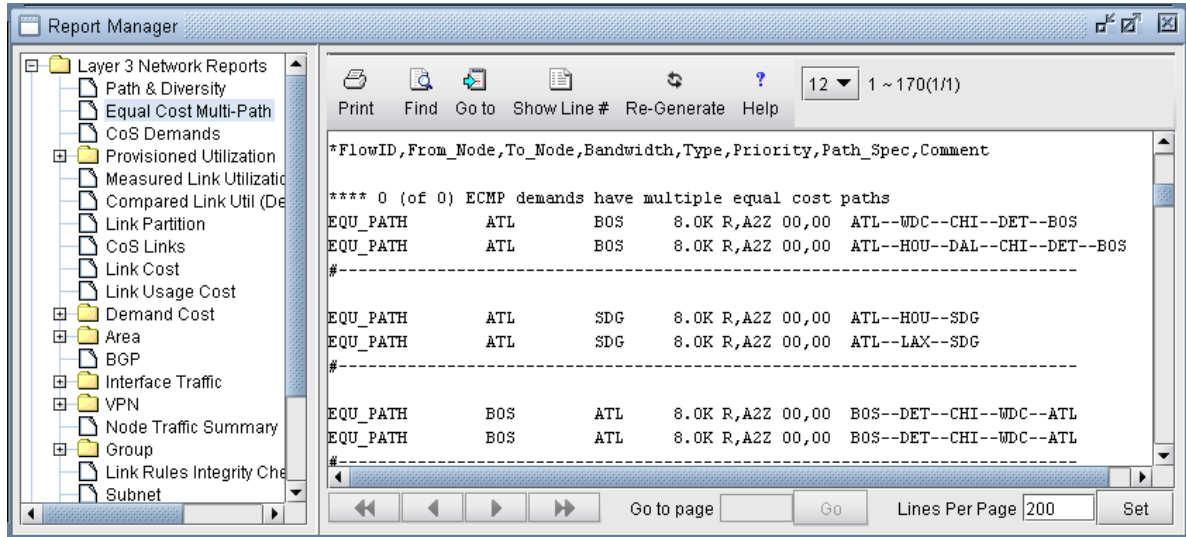 Report Manager
Layer 3 Network Reports
Path & Diversity
Equal Cost Multi-Path
CoS Demands
Provisioned Utilization
Measured Link Utilizatio
Compared Link Util (De
Link Partition
CoS Links
Link Cost
Link Usage Cost
Demand Cost
Area
BGP
Interface Traffic
VPN
Node Traffic Summary
Group
Link Rules Integrity Che
Subnet
Print Find Go to Show Line # Re-Generate Help 12 1 ~ 170(1/1)
*FlowID,From_Node,To_Node,Bandwidth,Type,Priority,Path_Spec,Comment
**** 0 (of 0) ECMP demands have multiple equal cost paths
EQU_PATH ATL BOS 8.0K R,A2Z 00,00 ATL--WDC--CHI--DET--BOS
EQU_PATH ATL BOS 8.0K R,A2Z 00,00 ATL--HOU--DAL--CHI--DET--BOS
#---------------------------------------------------------------------------
EQU_PATH ATL SDG 8.0K R,A2Z 00,00 ATL--HOU--SDG
EQU_PATH ATL SDG 8.0K R,A2Z 00,00 ATL--LAX--SDG
#---------------------------------------------------------------------------
EQU_PATH BOS ATL 8.0K R,A2Z 00,00 BOS--DET--CHI--WDC--ATL
EQU_PATH BOS ATL 8.0K R,A2Z 00,00 BOS--DET--CHI--WDC--ATL
#---------------------------------------------------------------------------
Go to page Go Lines Per Page 200 Set